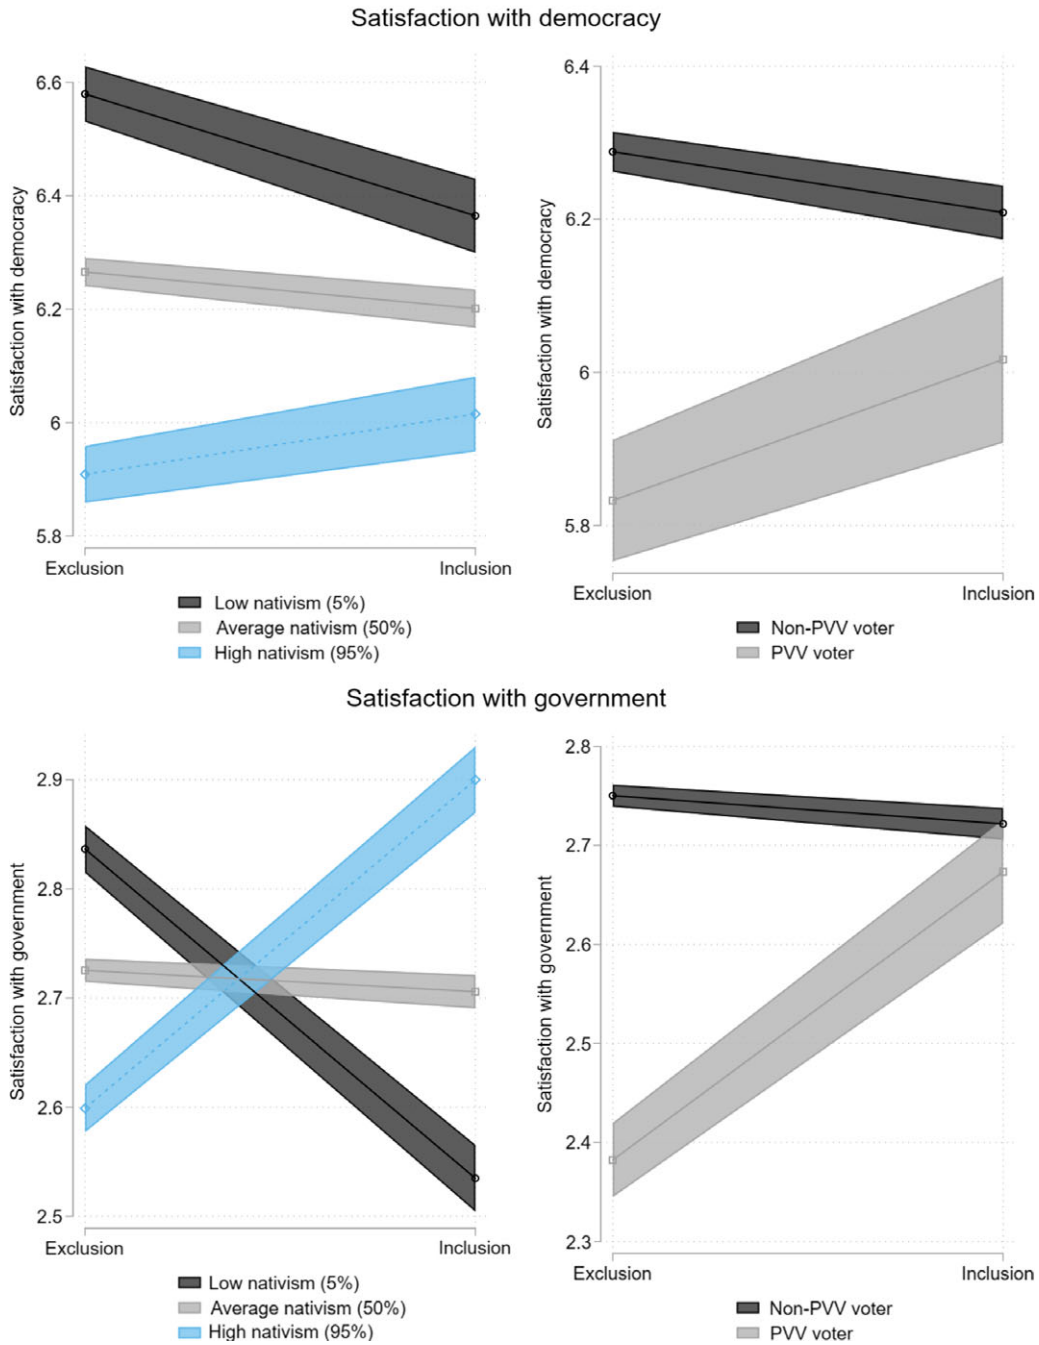 Satisfaction with democracy
Satisfaction with democracy
6.6
6.4
6.2
6
5.8
Exclusion
Inclusion
Low nativism (5%)
Average nativism (50%)
High nativism (95%)
Satisfaction with democracy
6.4
6.2
6
5.8
Exclusion
Inclusion
Non-PVV voter
PVV voter
Satisfaction with government
Satisfaction with government
2.9
2.8
2.7
2.6
2.5
Exclusion
Inclusion
Low nativism (5%)
Average nativism (50%)
High nativism (95%)
Satisfaction with government
2.8
2.7
2.6
2.5
2.4
2.3
Exclusion
Inclusion
Non-PVV voter
PVV voter